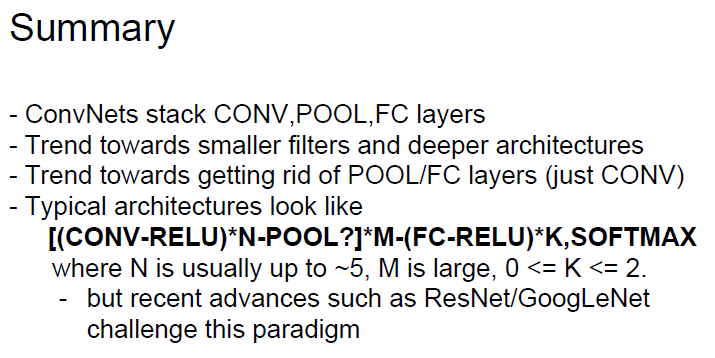 Summary
- ConvNets stack CONV,POOL,FC layers
- Trend towards smaller filters and deeper architectures
- Trend towards getting rid of POOL/FC layers (just CONV)
- Typical architectures look like
[(CONV-RELU)*N-POOL?]*M-(FC-RELU)*K,SOFTMAX
where N is usually up to ~5, M is large, 0 <= K <= 2.
- but recent advances such as ResNet/GoogLeNet
challenge this paradigm